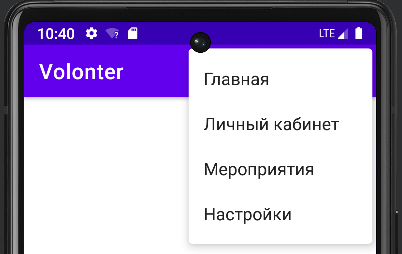 10:40 ? LTE
Volonter
Главная
Личный кабинет
Мероприятия
Настройки